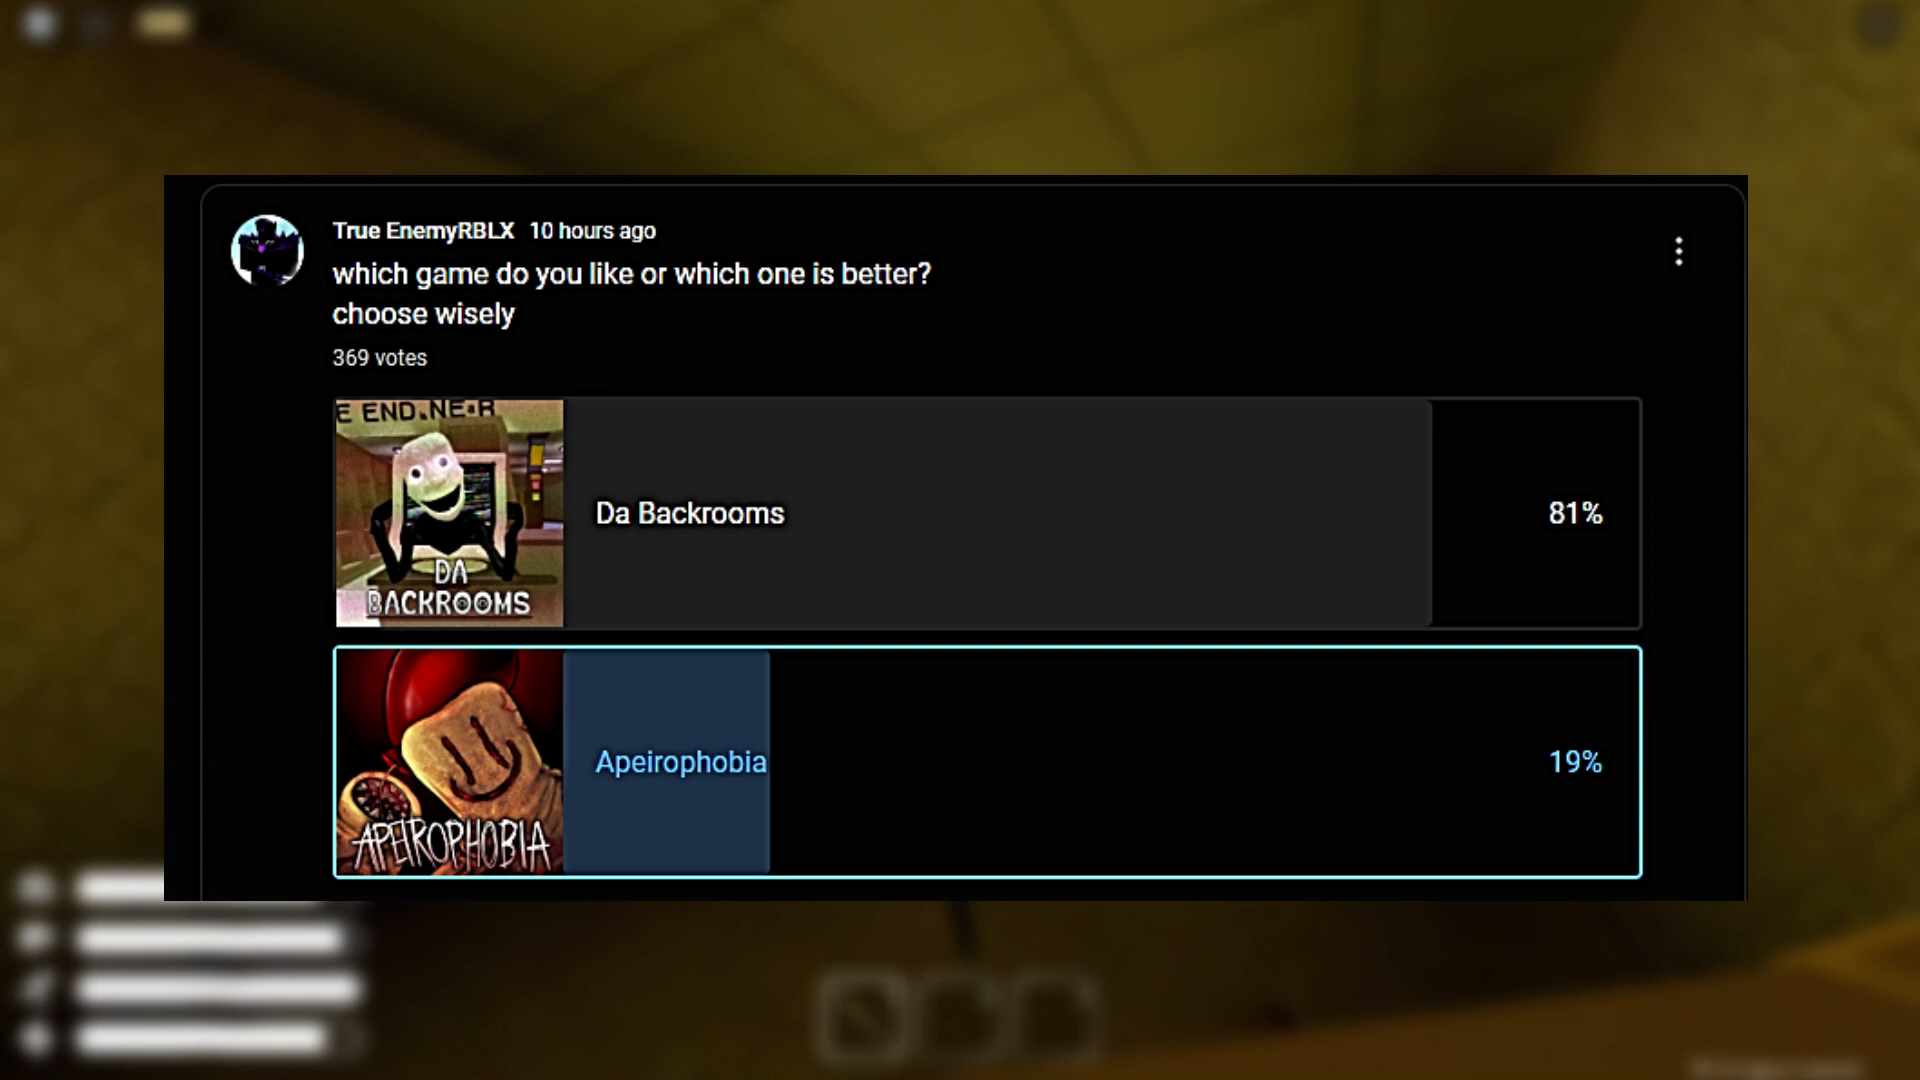 True EnemyRBLX 10 hours ago
which game do you like or which one is better?
choose wisely
369 votes
E END.NE R
DA
BACKROOMS
Da Backrooms
81%
APEIROPHOBIA
Apeirophobia
19%